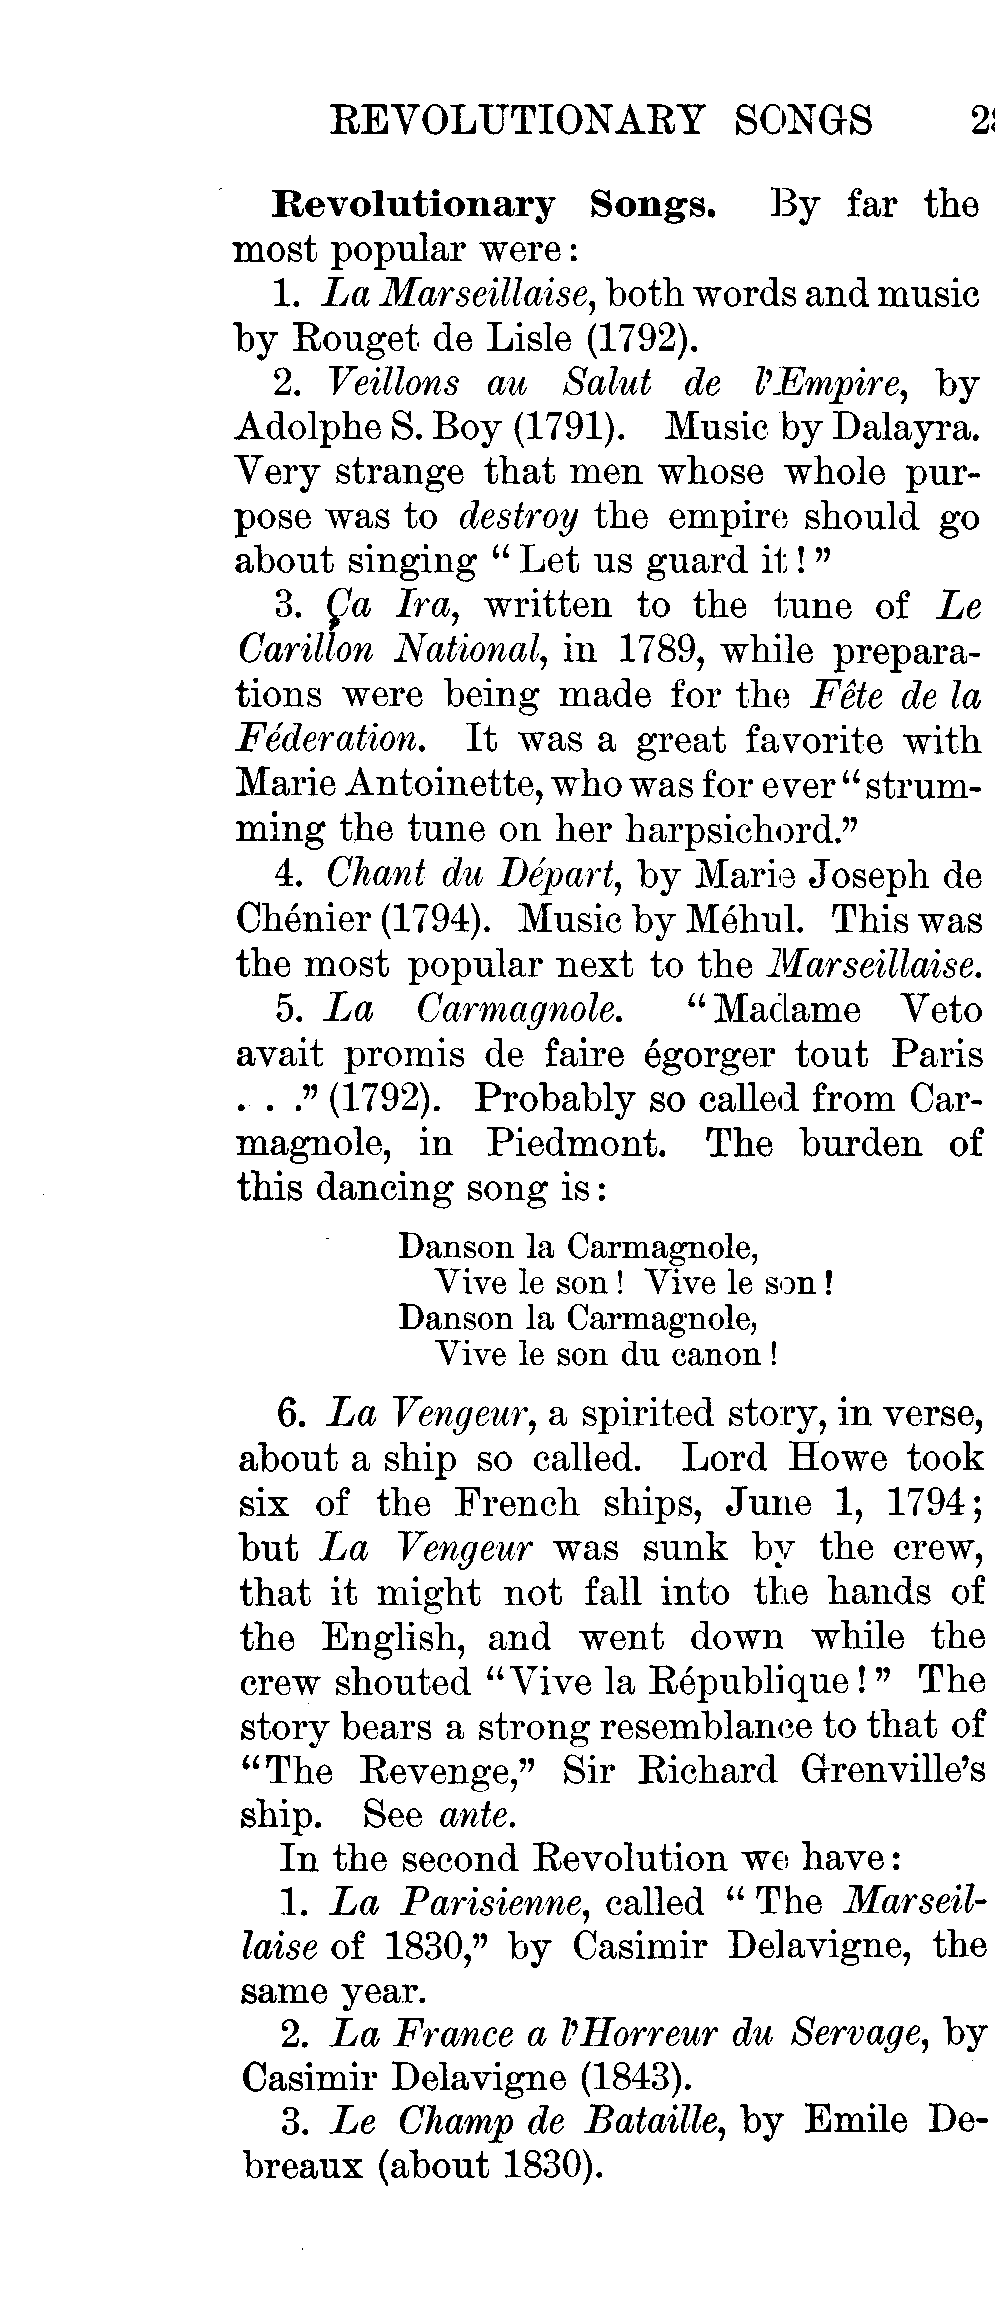 REVOLUTIONARY SONGS
Revolutionary Songs. By far the
most popular were:
1. La Marseillaise, both words and music
by Rouget de Lisle (1792).
2. Veillons au Salut de l'Empire, by
Adolphe S. Boy (1791). Music by Dalayra.
Very strange that men whose whole pur-
pose was to destroy the empire should go
about singing "Let us guard it!"
3. Ça Ira, written to the tune of Le
Carillon National, in 1789, while prepara-
tions were being made for the Fête de la
Féderation. It was a great favorite with
Marie Antoinette, who was for ever "strum-
ming the tune on her harpsichord."
4. Chant du Départ, by Marie Joseph de
Chénier (1794). Music by Méhul. This was
the most popular next to the Marseillaise.
5. La Carmagnole. "Madame Veto
avait promis de faire égorger tout Paris
. . ." (1792). Probably so called from Car-
magnole, in Piedmont. The burden of
this dancing song is:
Danson la Carmagnole,
Vive le son! Vive le son!
Danson la Carmagnole,
Vive le son du canon!
6. La Vengeur, a spirited story, in verse,
about a ship so called. Lord Howe took
six of the French ships, June 1, 1794;
but La Vengeur was sunk by the crew,
that it might not fall into the hands of
the English, and went down while the
crew shouted "Vive la République!" The
story bears a strong resemblance to that of
"The Revenge," Sir Richard Grenville's
ship. See ante.
In the second Revolution we have:
1. La Parisienne, called "The Marseil-
laise of 1830," by Casimir Delavigne, the
same year.
2. La France a l'Horreur du Servage, by
Casimir Delavigne (1843).
3. Le Champ de Bataille, by Emile De-
breaux (about 1830).